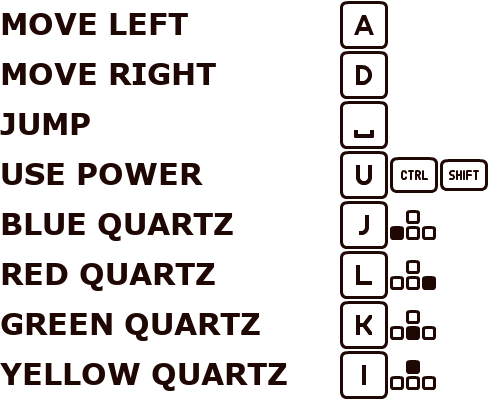 MOVE LEFT A
MOVE RIGHT D
JUMP
USE POWER U CTRL SHIFT
BLUE QUARTZ J
RED QUARTZ L
GREEN QUARTZ K
YELLOW QUARTZ I